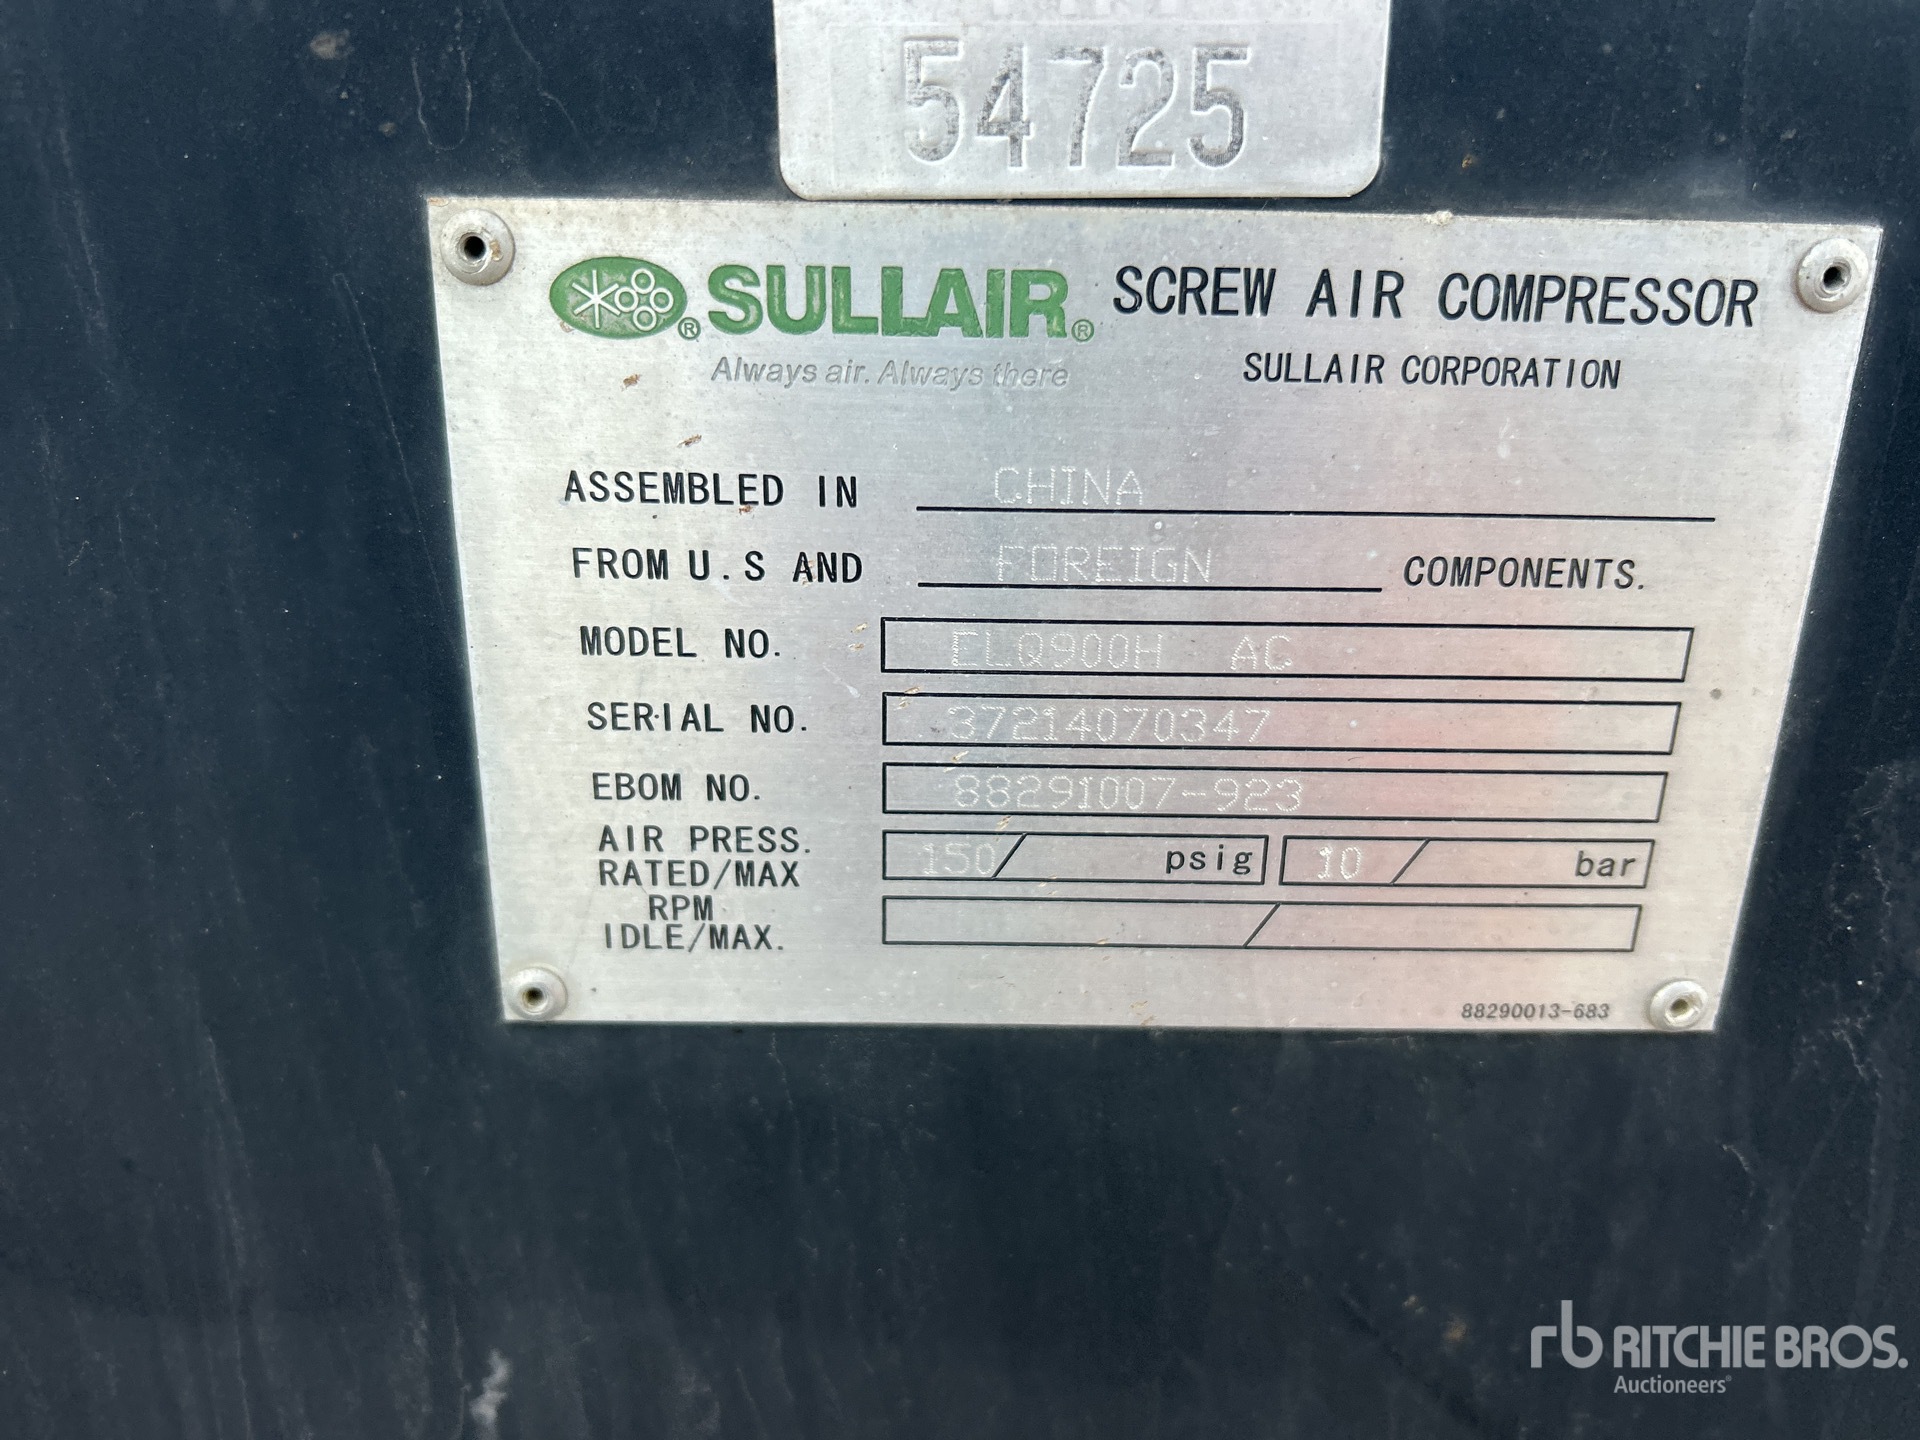 54725
®SULLAIR® SCREW AIR COMPRESSOR
Always air. Always there
SULLAIR CORPORATION
ASSEMBLED IN CHINA
FROM U.S AND FOREIGN COMPONENTS.
MODEL NO. ELQ900H AC
SERIAL NO. 37214070347
EBOM NO. 88291007-923
AIR PRESS. RATED/MAX 150/ psig 10 / bar
RPM IDLE/MAX. /
88290013-683
rb RITCHIE BROS.
Auctioneers®